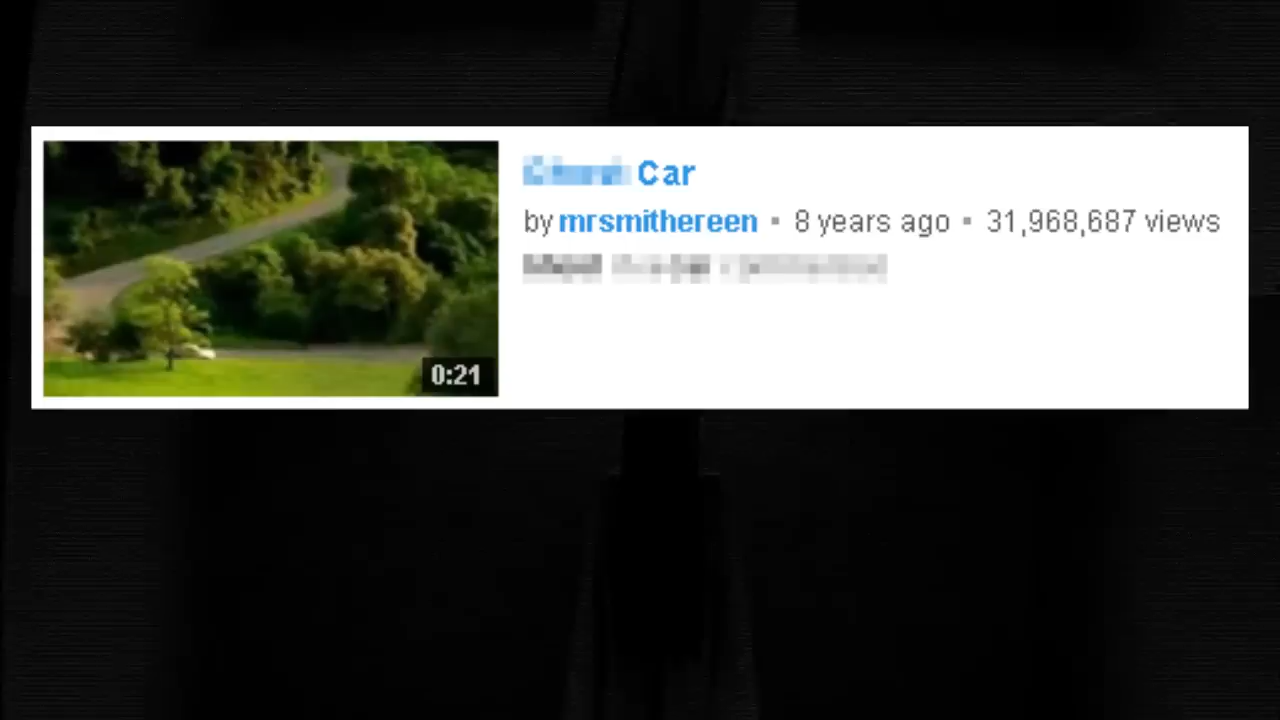 Car
by mrsmithereen • 8 years ago • 31,968,687 views
0:21